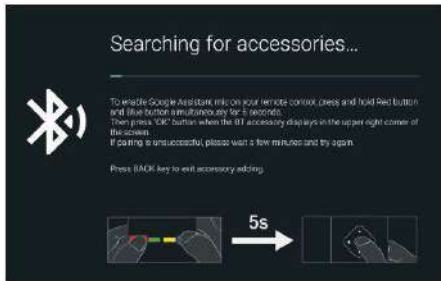 Searching for accessories...
To enable Google Assistant mic on your remote control, press and hold Red button
and Blue button simultaneously for 5 seconds.
Then press "OK" button when the BT accessory displays in the upper right corner of
the screen.
If pairing is unsuccessful, please wait a few minutes and try again.
Press BACK key to exit accessory adding.
5s